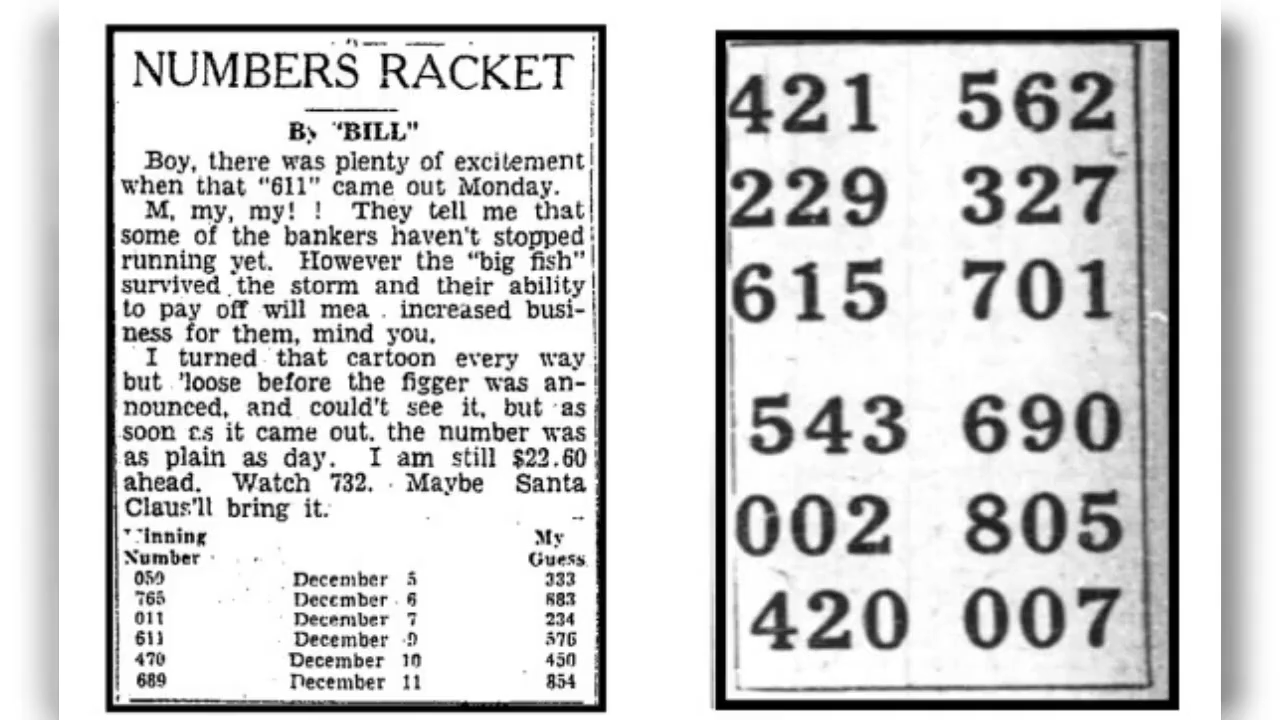 NUMBERS RACKET
By "BILL"
Boy, there was plenty of excitement
when that "611" came out Monday.
M, my, my! ! They tell me that
some of the bankers haven't stopped
running yet. However the "big fish"
survived the storm and their ability
to pay off will mea increased busi-
ness for them, mind you.
I turned that cartoon every way
but 'loose before the figger was an-
nounced, and could't see it, but as
soon as it came out. the number was
as plain as day. I am still $22.60
ahead. Watch 732. Maybe Santa
Claus'll bring it.
Winning My
Number Guess
059 December 5 333
765 December 6 883
011 December 7 234
611 December 9 576
470 December 10 450
689 December 11 854
421 562
229 327
615 701
543 690
002 805
420 007